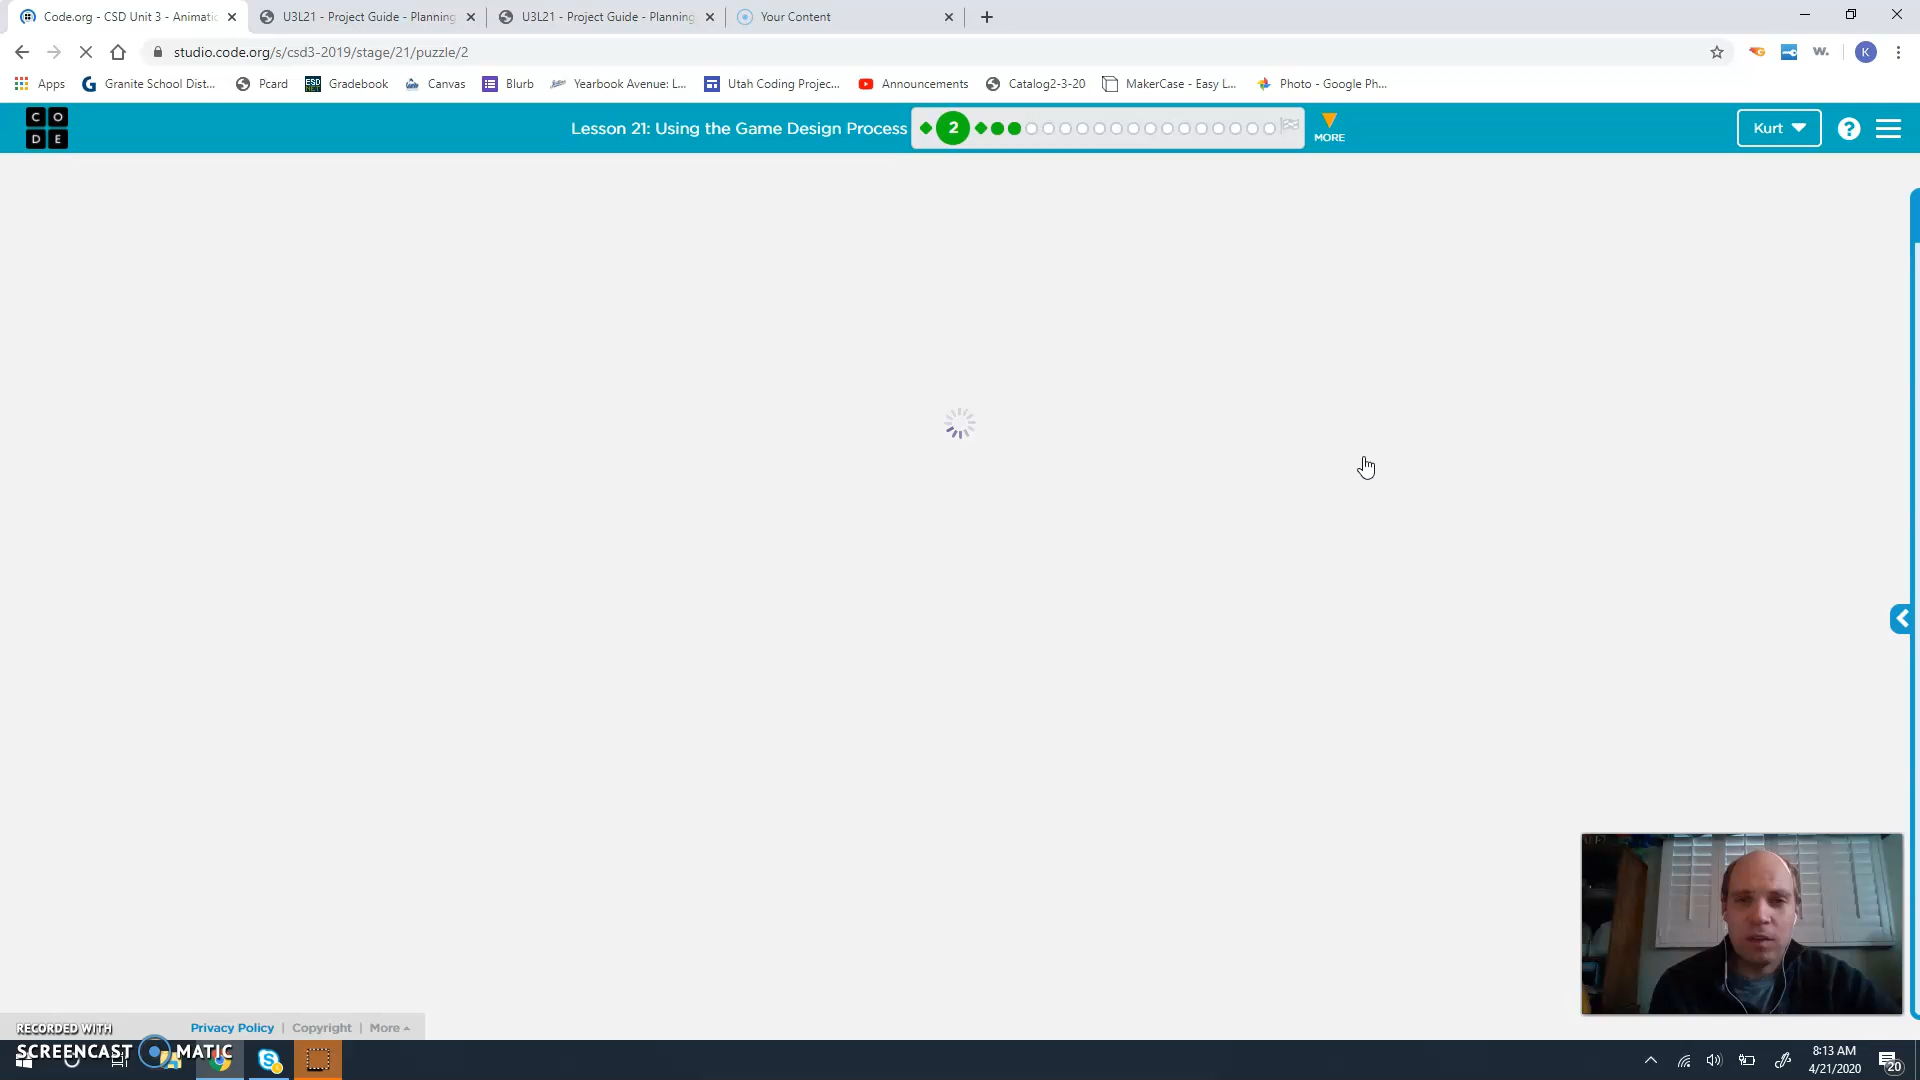 Code.org - CSD Unit 3 - Animatic
U3L21 - Project Guide - Planning
U3L21 - Project Guide - Planning
Your Content
studio.code.org/s/csd3-2019/stage/21/puzzle/2
W.
K
Apps
Granite School Dist...
Pcard
ESD
Gradebook
Canvas
Blurb
Yearbook Avenue: L...
Utah Coding Projec...
Announcements
Catalog2-3-20
MakerCase - Easy L...
Photo - Google Ph...
C O
D E
Lesson 21: Using the Game Design Process
2
MORE
Kurt
?
RECORDED WITH
SCREENCAST MATIC
Privacy Policy | Copyright | More
8:13 AM
4/21/2020
20